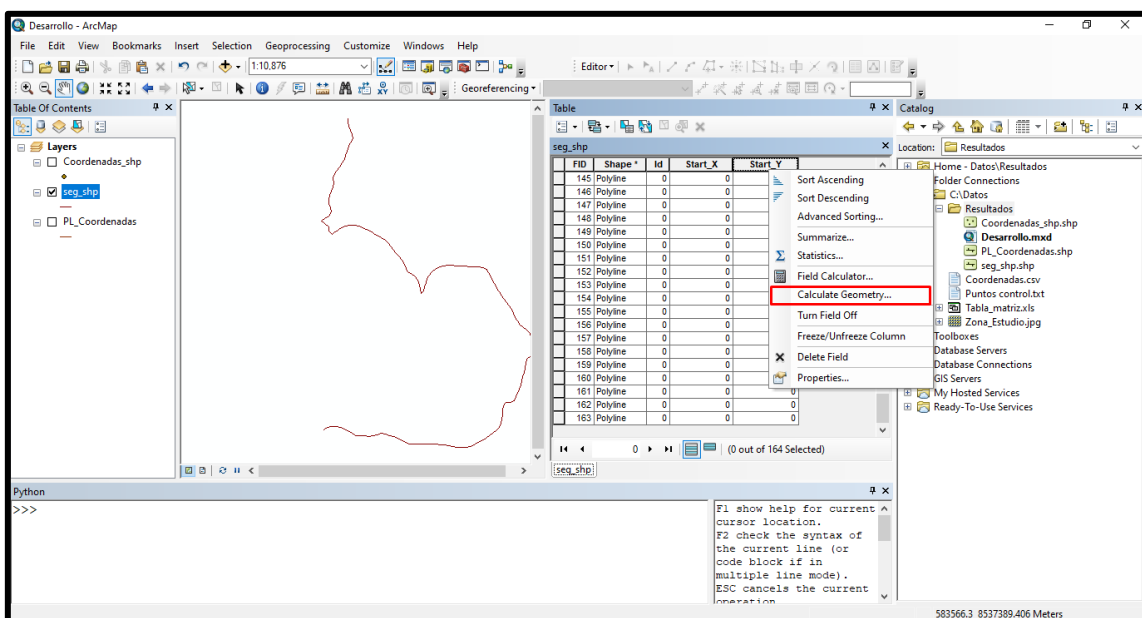 Desarrollo - ArcMap
File Edit View Bookmarks Insert Selection Geoprocessing Customize Windows Help
1:10,876
Editor
Georeferencing
Table Of Contents
Layers
Coordenadas_shp
seg_shp
PL_Coordenadas
Table
seg_shp
FID Shape * Id Start_X Start_Y
145 Polyline 0 0
146 Polyline 0 0
147 Polyline 0 0
148 Polyline 0 0
149 Polyline 0 0
150 Polyline 0 0
151 Polyline 0 0
152 Polyline 0 0
153 Polyline 0 0
154 Polyline 0 0
155 Polyline 0 0
156 Polyline 0 0
157 Polyline 0 0
158 Polyline 0 0
159 Polyline 0 0
160 Polyline 0 0
161 Polyline 0 0 0
162 Polyline 0 0 0
163 Polyline 0 0 0
Sort Ascending
Sort Descending
Advanced Sorting...
Summarize...
Σ Statistics...
Field Calculator...
Calculate Geometry...
Turn Field Off
Freeze/Unfreeze Column
Delete Field
Properties...
0
(0 out of 164 Selected)
seg_shp
Catalog
Location: Resultados
Home - Datos\Resultados
Folder Connections
C:\Datos
Resultados
Coordenadas_shp.shp
Desarrollo.mxd
PL_Coordenadas.shp
seg_shp.shp
Coordenadas.csv
Puntos control.txt
Tabla_matriz.xls
Zona_Estudio.jpg
Toolboxes
Database Servers
Database Connections
GIS Servers
My Hosted Services
Ready-To-Use Services
Python
>>>
F1 show help for current
cursor location.
F2 check the syntax of
the current line (or
code block if in
multiple line mode).
ESC cancels the current
operation
583566.3 8537389.406 Meters